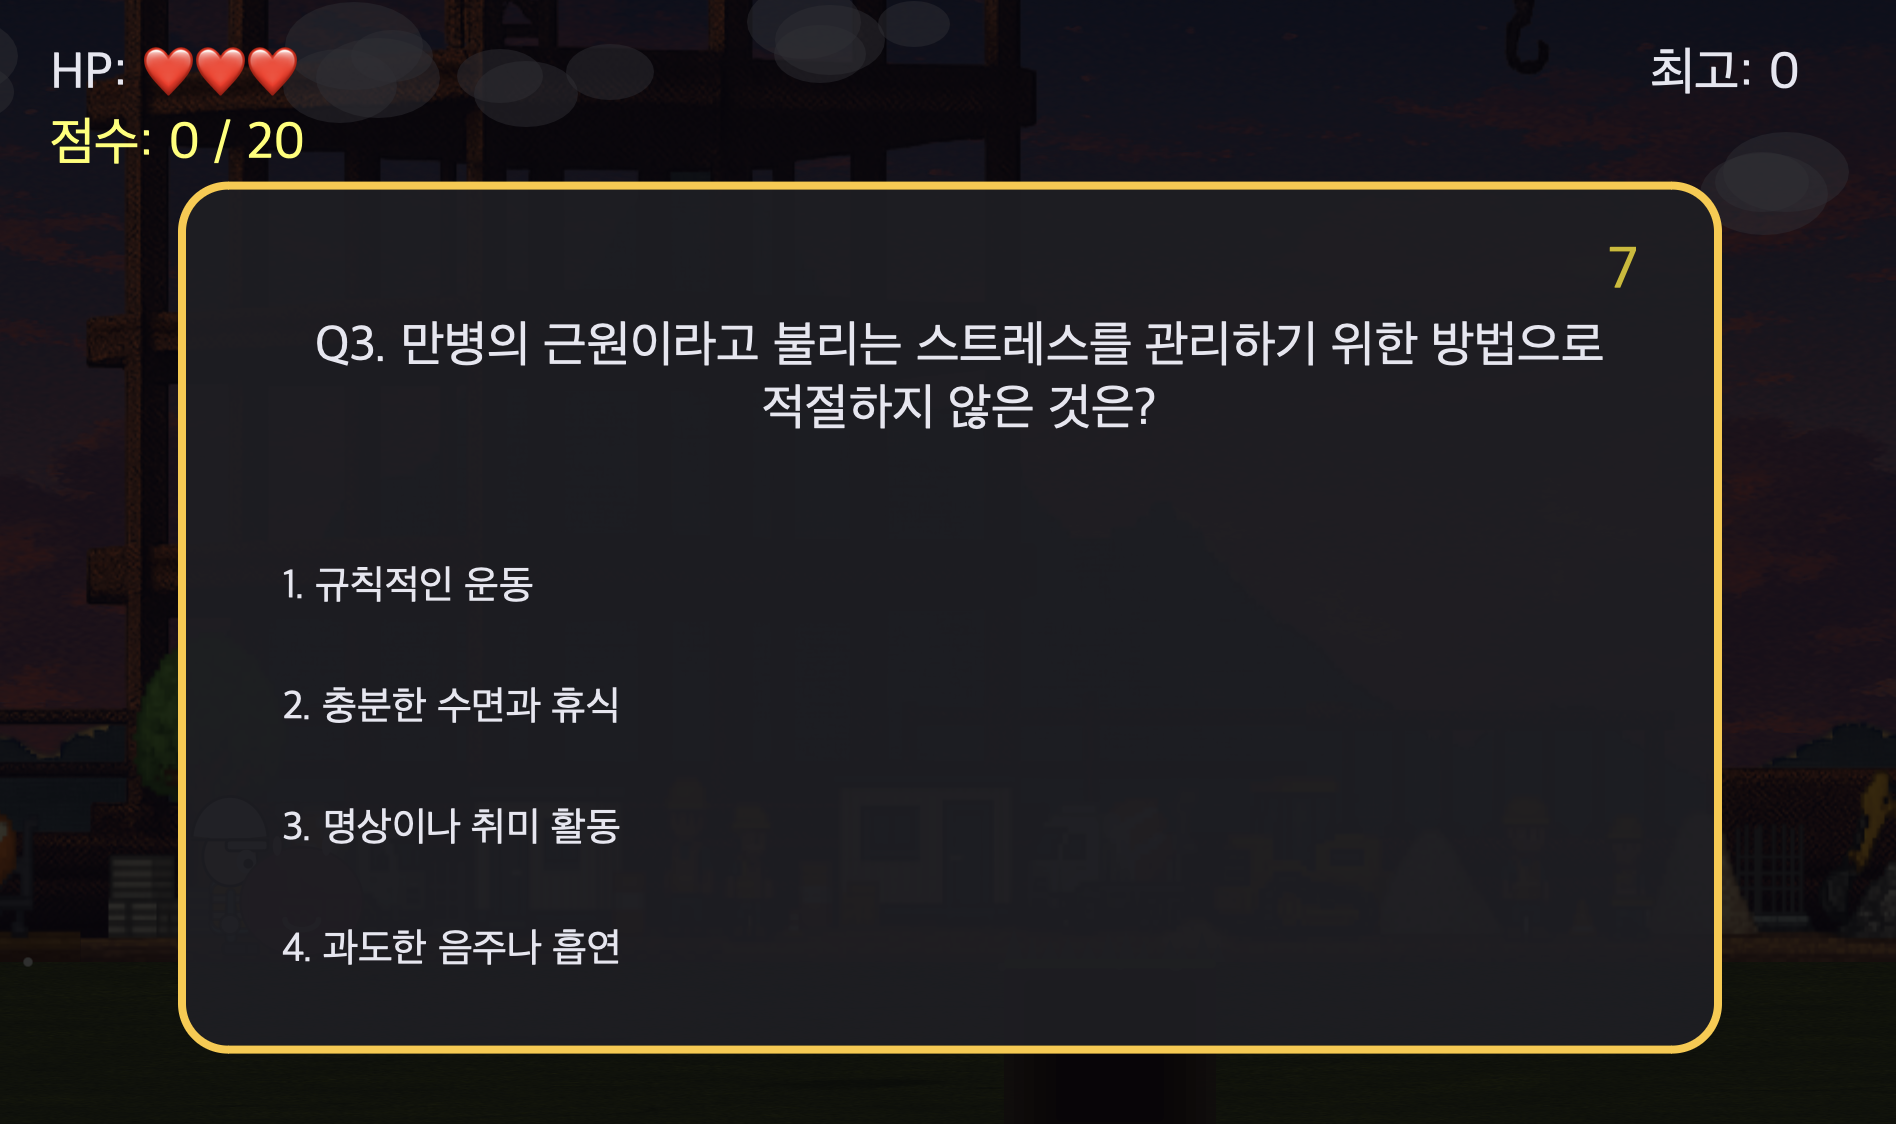 HP: ❤️❤️❤️
최고: 0
점수: 0 / 20
7
Q3. 만병의 근원이라고 불리는 스트레스를 관리하기 위한 방법으로
적절하지 않은 것은?
1. 규칙적인 운동
2. 충분한 수면과 휴식
3. 명상이나 취미 활동
4. 과도한 음주나 흡연